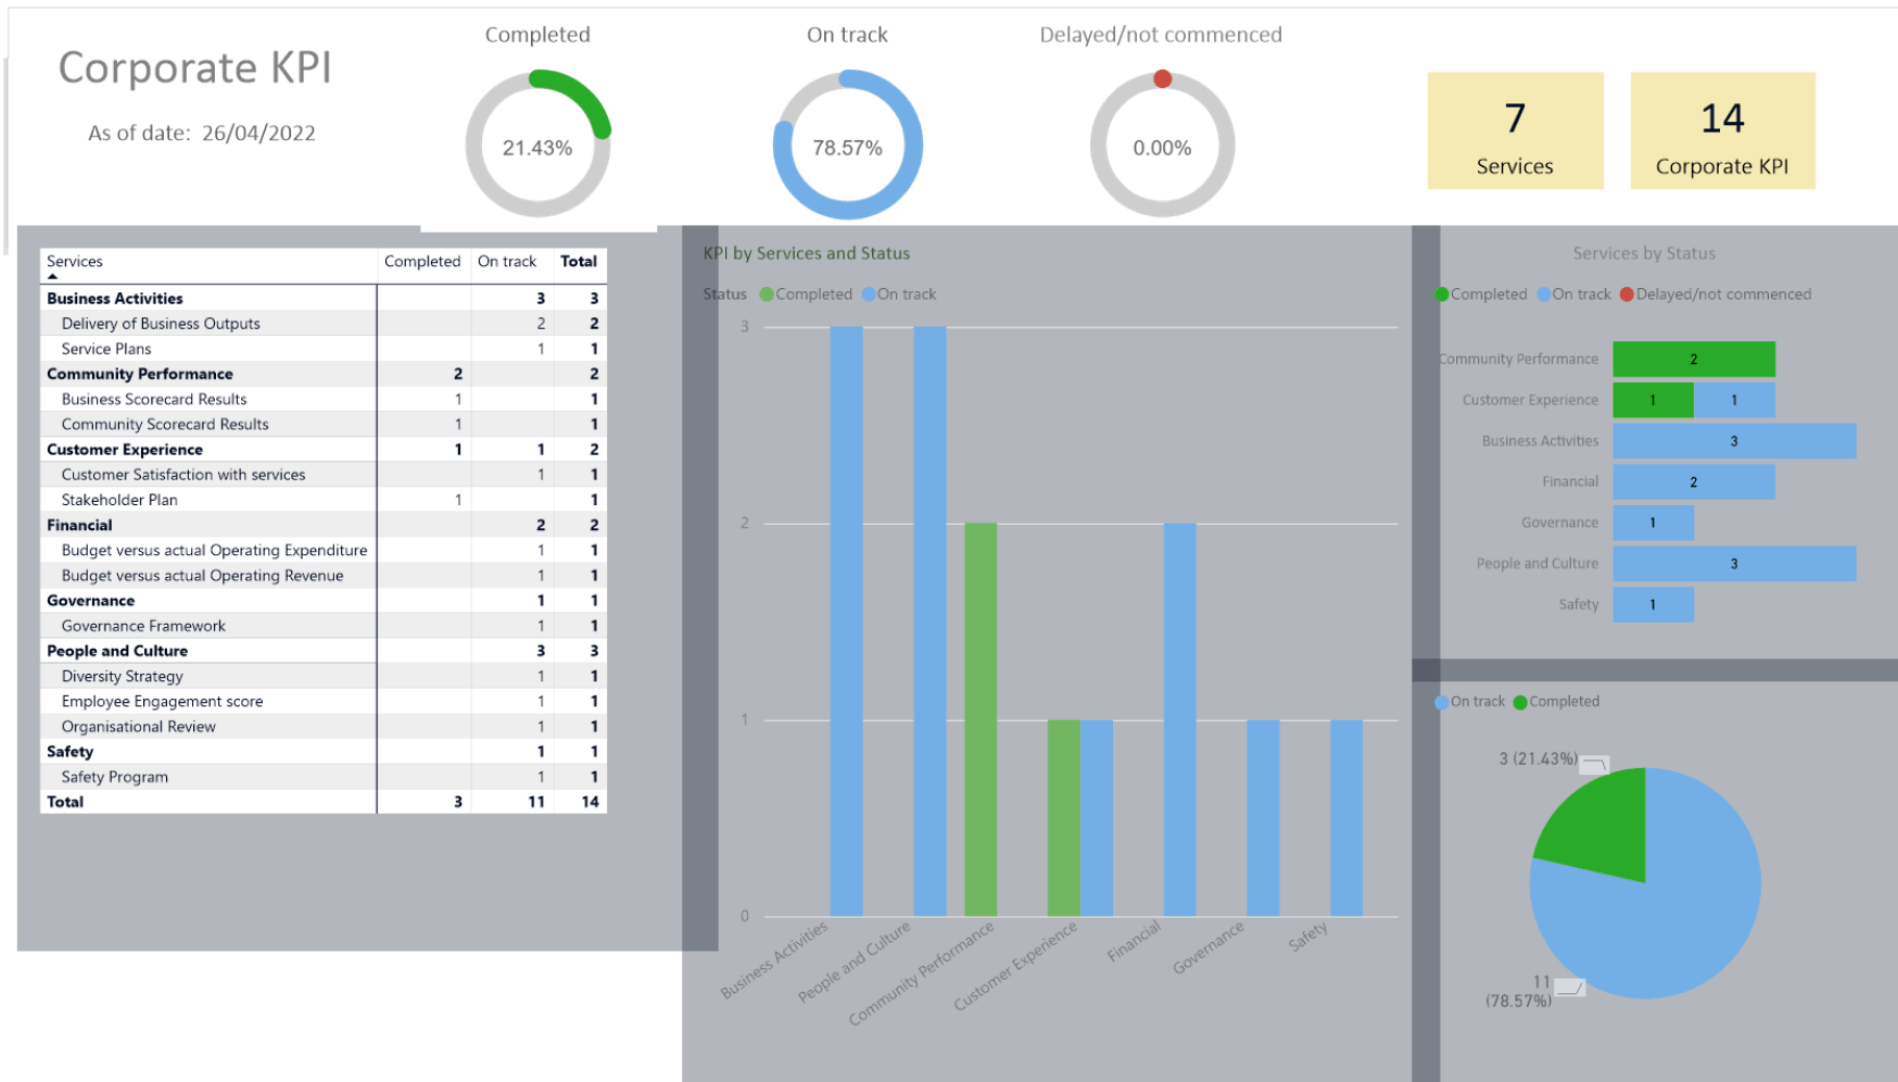 Corporate KPI
As of date: 26/04/2022
Completed
21.43%
On track
78.57%
Delayed/not commenced
0.00%
7
Services
14
Corporate KPI
Services Completed On track Total
Business Activities 3 3
Delivery of Business Outputs 2 2
Service Plans 1 1
Community Performance 2 2
Business Scorecard Results 1 1
Community Scorecard Results 1 1
Customer Experience 1 1 2
Customer Satisfaction with services 1 1
Stakeholder Plan 1 1
Financial 2 2
Budget versus actual Operating Expenditure 1 1
Budget versus actual Operating Revenue 1 1
Governance 1 1
Governance Framework 1 1
People and Culture 3 3
Diversity Strategy 1 1
Employee Engagement score 1 1
Organisational Review 1 1
Safety 1 1
Safety Program 1 1
Total 3 11 14
KPI by Services and Status
Status Completed On track
3
2
1
0
Business Activities
People and Culture
Community Performance
Customer Experience
Financial
Governance
Safety
Services by Status
Completed On track Delayed/not commenced
Community Performance 2
Customer Experience 1 1
Business Activities 3
Financial 2
Governance 1
People and Culture 3
Safety 1
On track Completed
3 (21.43%)
11
(78.57%)